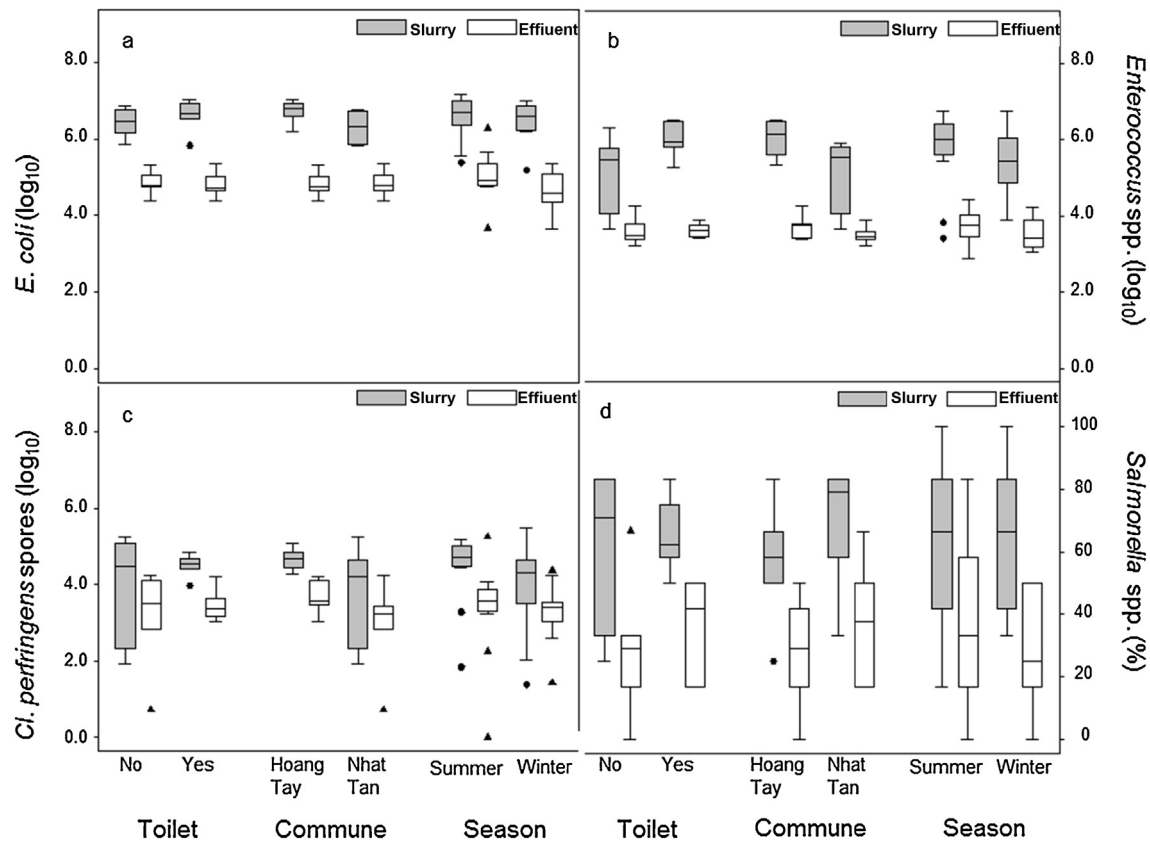 a
Slurry
Effiuent
b
Slurry
Effiuent
8.0
6.0
4.0
2.0
0.0
E. coli (log10)
8.0
6.0
4.0
2.0
0.0
Enterococcus spp. (log10)
c
Slurry
Effiuent
d
Slurry
Effiuent
8.0
6.0
4.0
2.0
0.0
Cl. perfringens spores (log10)
100
80
60
40
20
0
Salmonella spp. (%)
No
Yes
Hoang Tay
Nhat Tan
Summer
Winter
Toilet
Commune
Season
No
Yes
Hoang Tay
Nhat Tan
Summer
Winter
Toilet
Commune
Season